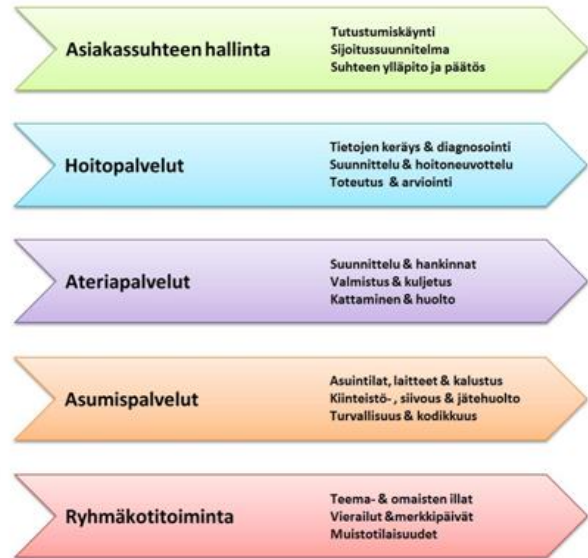 Asiakassuhteen hallinta
Tutustumiskäynti
Sijoitussuunnitelma
Suhteen ylläpito ja päätös
Hoitopalvelut
Tietojen keräys & diagnosointi
Suunnittelu & hoitoneuvottelu
Toteutus & arviointi
Ateriapalvelut
Suunnittelu & hankinnat
Valmistus & kuljetus
Kattaminen & huolto
Asumispalvelut
Asuintilat, laitteet & kalustus
Kiinteistö- , siivous & jätehuolto
Turvallisuus & kodikkuus
Ryhmäkotitoiminta
Teema- & omaisten illat
Vierailut &merkkipäivät
Muistotilaisuudet